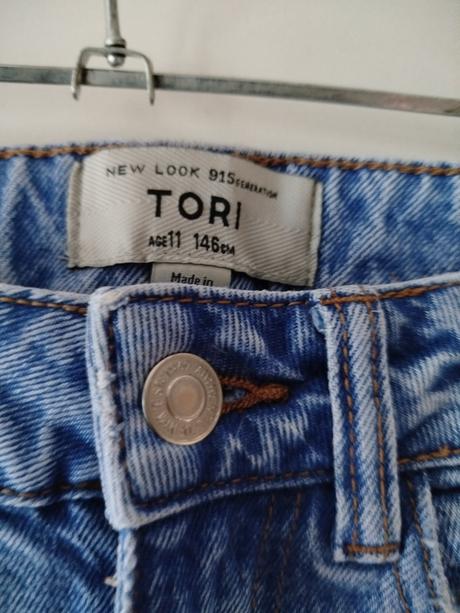 NEW LOOK 915 GENERATION
TORI
AGE 11 146CM
Made in